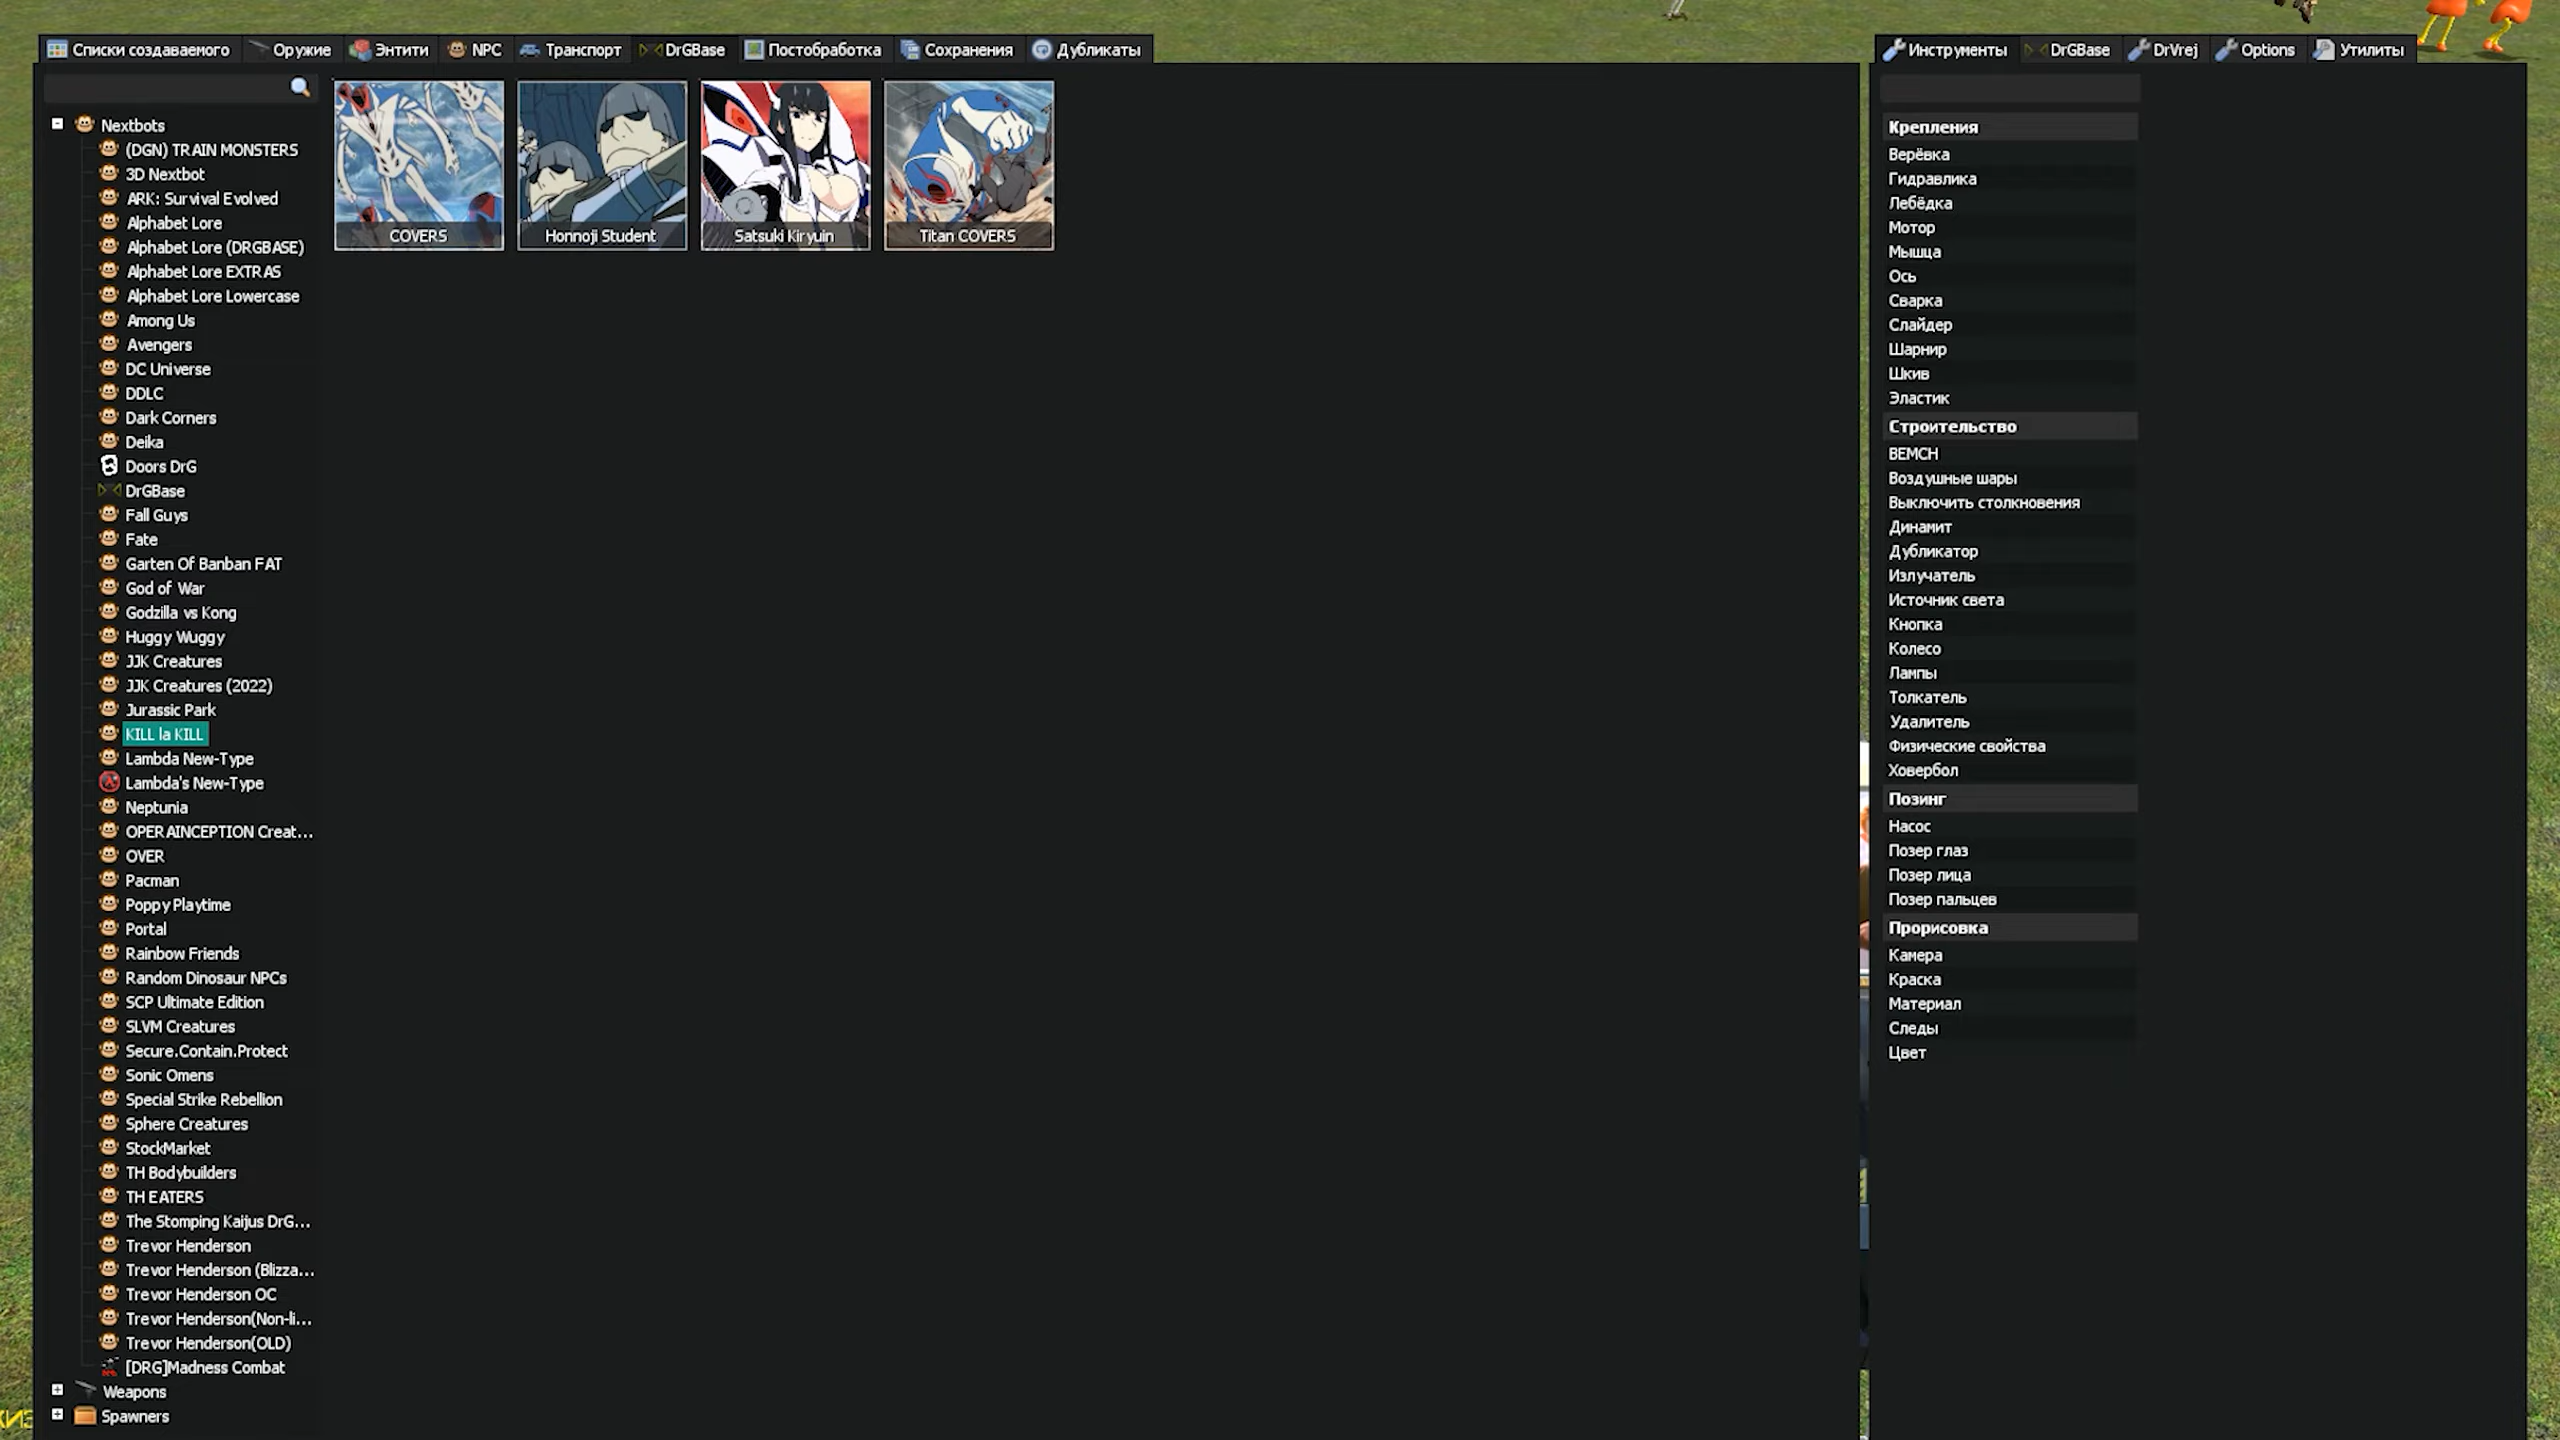 Списки создаваемого
Оружие
Энтити
NPC
Транспорт
DrGBase
Постобработка
Сохранения
Дубликаты
Nextbots
(DGN) TRAIN MONSTERS
3D Nextbot
ARK: Survival Evolved
Alphabet Lore
Alphabet Lore (DRGBASE)
Alphabet Lore EXTRAS
Alphabet Lore Lowercase
Among Us
Avengers
DC Universe
DDLC
Dark Corners
Deika
Doors DrG
DrGBase
Fall Guys
Fate
Garten Of Banban FAT
God of War
Godzilla vs Kong
Huggy Wuggy
JJK Creatures
JJK Creatures (2022)
Jurassic Park
KILL la KILL
Lambda New-Type
Lambda's New-Type
Neptunia
OPERAINCEPTION Creat...
OVER
Pacman
Poppy Playtime
Portal
Rainbow Friends
Random Dinosaur NPCs
SCP Ultimate Edition
SLVM Creatures
Secure.Contain.Protect
Sonic Omens
Special Strike Rebellion
Sphere Creatures
StockMarket
TH Bodybuilders
TH EATERS
The Stomping Kaijus DrG...
Trevor Henderson
Trevor Henderson (Blizza...
Trevor Henderson OC
Trevor Henderson(Non-li...
Trevor Henderson(OLD)
[DRG]Madness Combat
Weapons
Spawners
COVERS
Honnoji Student
Satsuki Kiryuin
Titan COVERS
Инструменты
DrGBase
DrVrej
Options
Утилиты
Крепления
Верёвка
Гидравлика
Лебёдка
Мотор
Мышца
Ось
Сварка
Слайдер
Шарнир
Шкив
Эластик
Строительство
BEMCH
Воздушные шары
Выключить столкновения
Динамит
Дубликатор
Излучатель
Источник света
Кнопка
Колесо
Лампы
Толкатель
Удалитель
Физические свойства
Ховербол
Позинг
Насос
Позер глаз
Позер лица
Позер пальцев
Прорисовка
Камера
Краска
Материал
Следы
Цвет